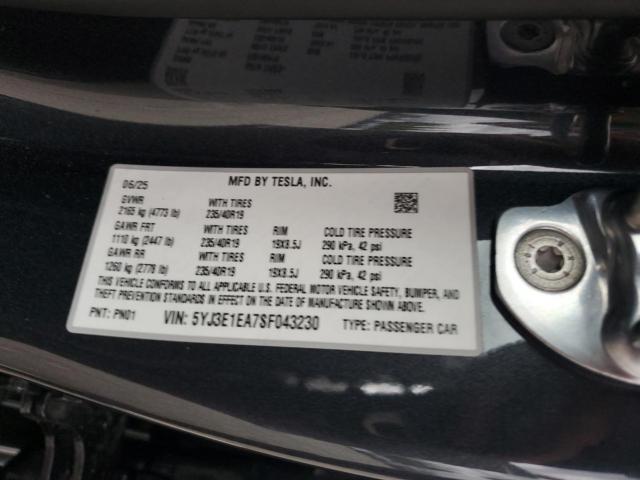 MFD BY TESLA, INC.
06/25
GVWR WITH TIRES
2165 kg (4773 lb) 235/40R19
GAWR FRT WITH TIRES RIM COLD TIRE PRESSURE
1110 kg (2447 lb) 235/40R19 19X8.5J 290 kPa, 42 psi
GAWR RR WITH TIRES RIM COLD TIRE PRESSURE
1260 kg (2778 lb) 235/40R19 19X8.5J 290 kPa, 42 psi
THIS VEHICLE CONFORMS TO ALL APPLICABLE U.S. FEDERAL MOTOR VEHICLE SAFETY, BUMPER, AND
THEFT PREVENTION STANDARDS IN EFFECT ON THE DATE OF MANUFACTURE SHOWN ABOVE.
PNT: PN01 VIN: 5YJ3E1EA7SF043230 TYPE: PASSENGER CAR